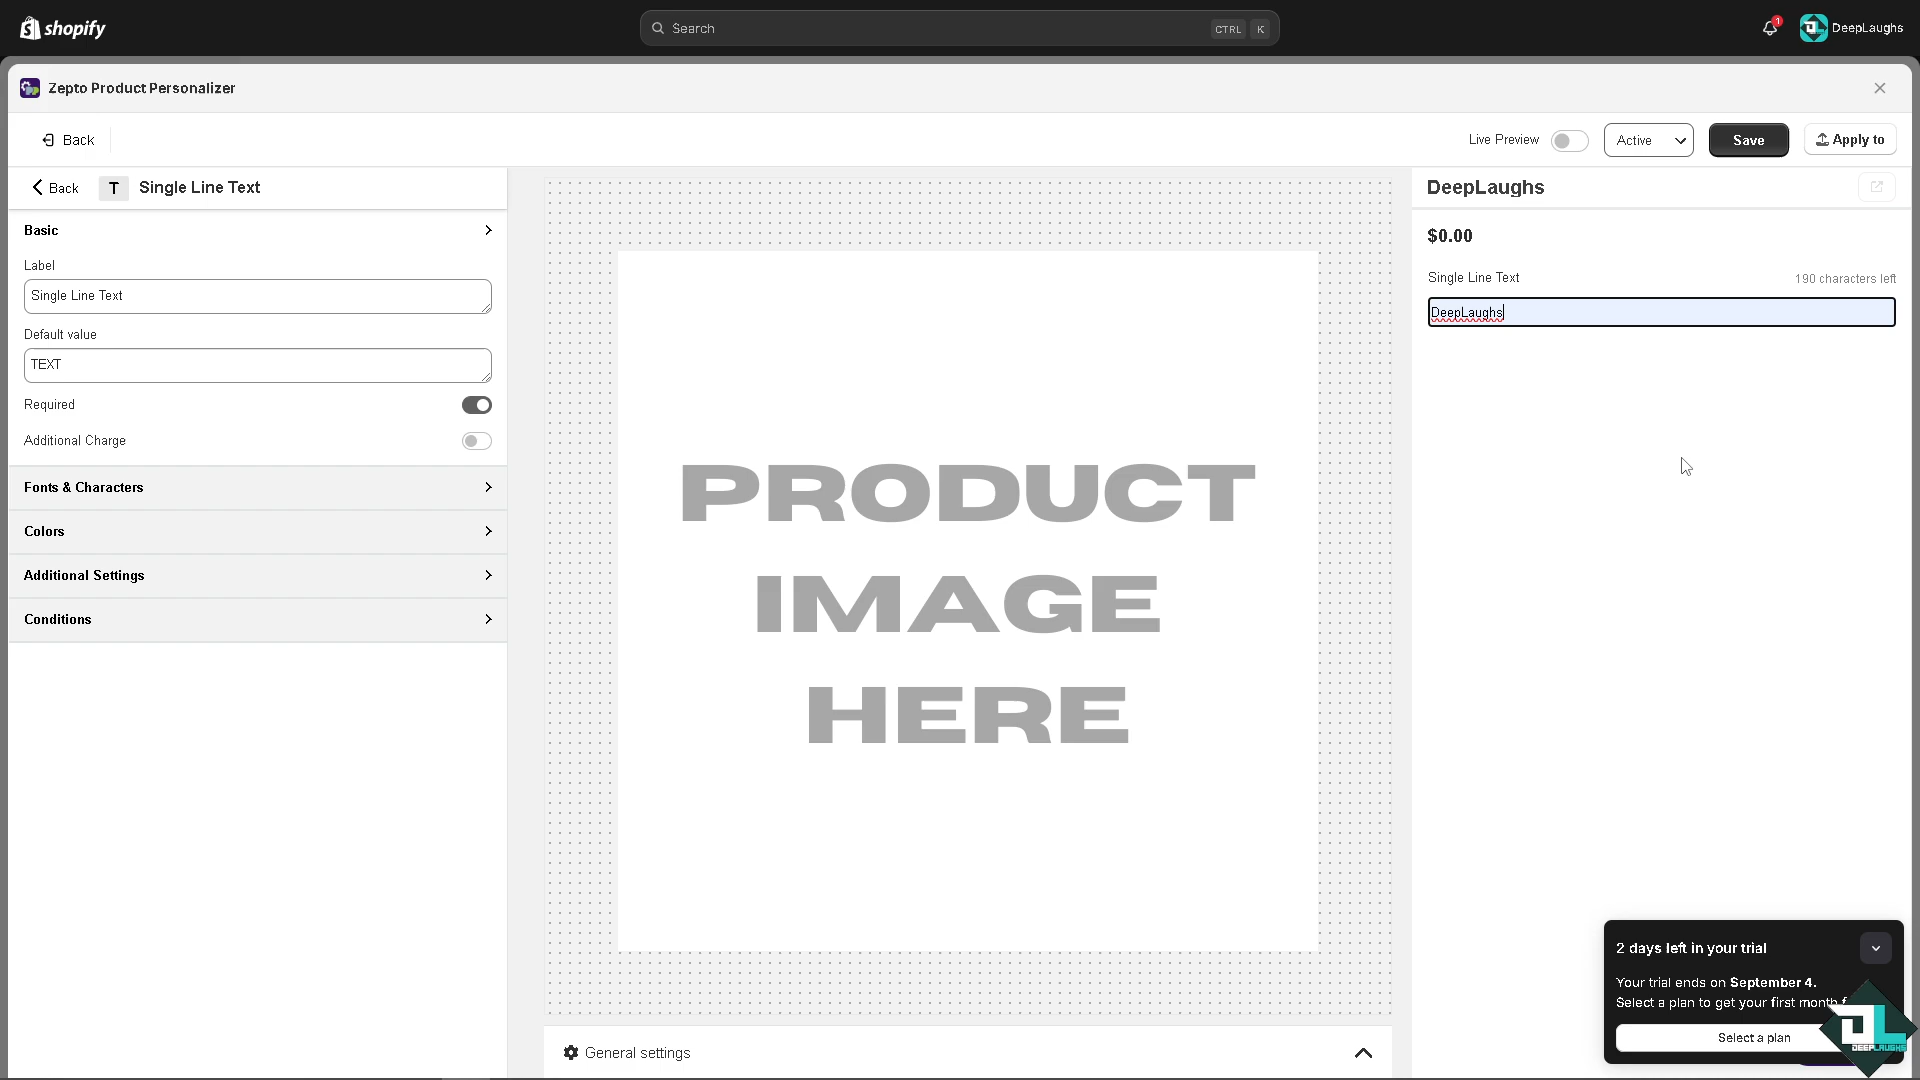 shopify
Search
CTRL K
1
DeepLaughs
Zepto Product Personalizer
Back
Live Preview
Active
Save
Apply to
Back
T
Single Line Text
Basic
Label
Single Line Text
Default value
TEXT
Required
Additional Charge
Fonts & Characters
Colors
Additional Settings
Conditions
PRODUCT
IMAGE
HERE
General settings
DeepLaughs
$0.00
Single Line Text
190 characters left
DeepLaughs
2 days left in your trial
Your trial ends on September 4.
Select a plan to get your first month f
Select a plan
DEEPLAUGHS